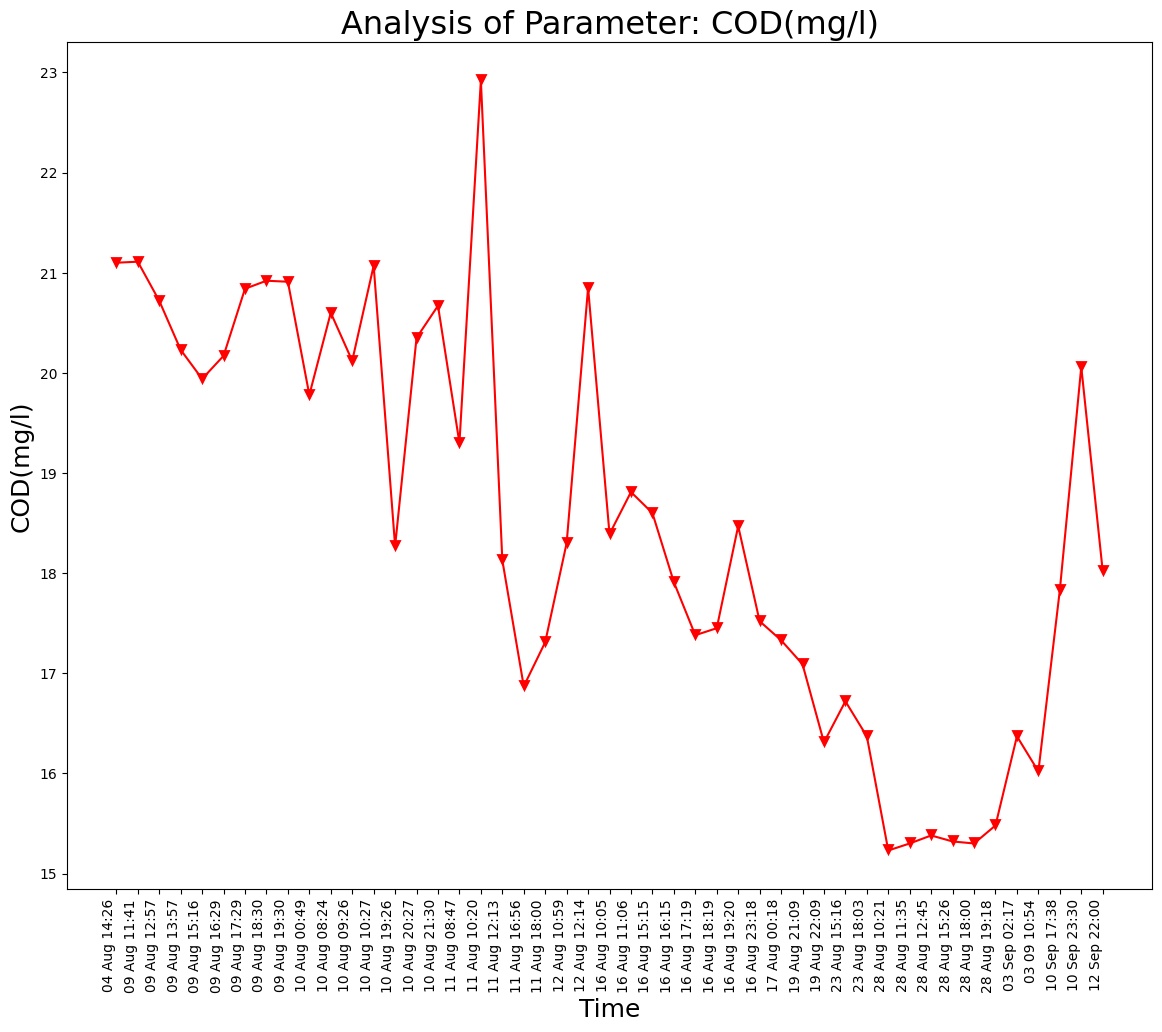 Analysis of Parameter: COD(mg/l)
COD(mg/l)
23
22
21
20
19
18
17
16
15
04 Aug 14:26
09 Aug 11:41
09 Aug 12:57
09 Aug 13:57
09 Aug 15:16
09 Aug 16:29
09 Aug 17:29
09 Aug 18:30
09 Aug 19:30
10 Aug 00:49
10 Aug 08:24
10 Aug 09:26
10 Aug 10:27
10 Aug 19:26
10 Aug 20:27
10 Aug 21:30
11 Aug 08:47
11 Aug 10:20
11 Aug 12:13
11 Aug 16:56
11 Aug 18:00
12 Aug 10:59
12 Aug 12:14
16 Aug 10:05
16 Aug 11:06
16 Aug 15:15
16 Aug 16:15
16 Aug 17:19
16 Aug 18:19
16 Aug 19:20
16 Aug 23:18
17 Aug 00:18
19 Aug 21:09
19 Aug 22:09
23 Aug 15:16
23 Aug 18:03
28 Aug 10:21
28 Aug 11:35
28 Aug 12:45
28 Aug 15:26
28 Aug 18:00
28 Aug 19:18
03 Sep 02:17
03 09 10:54
10 Sep 17:38
10 Sep 23:30
12 Sep 22:00
Time